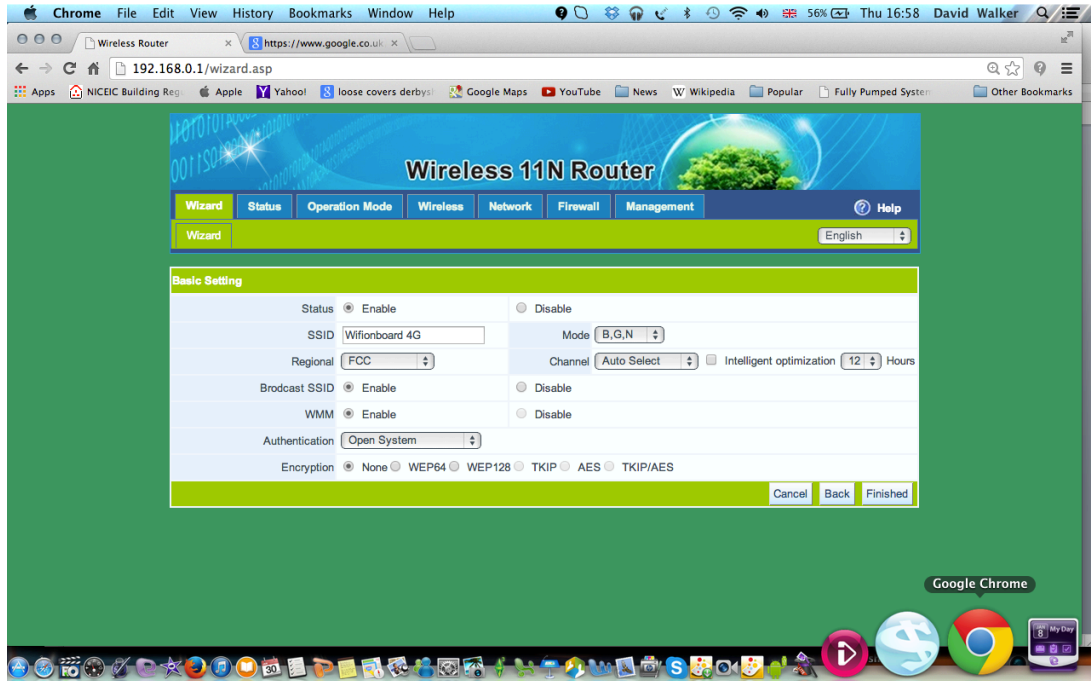 Chrome File Edit View History Bookmarks Window Help 56% Thu 16:58 David Walker
Wireless Router × https://www.google.co.uk ×
192.168.0.1/wizard.asp
Apps NICEIC Building Reg Apple Yahoo! loose covers derbys Google Maps YouTube News Wikipedia Popular Fully Pumped System Other Bookmarks
Wireless 11N Router
Wizard Status Operation Mode Wireless Network Firewall Management Help
Wizard English
Basic Setting
Status Enable Disable
SSID Wifionboard 4G Mode B,G,N
Regional FCC Channel Auto Select Intelligent optimization 12 Hours
Brodcast SSID Enable Disable
WMM Enable Disable
Authentication Open System
Encryption None WEP64 WEP128 TKIP AES TKIP/AES
Cancel Back Finished
Google Chrome
8 My Day
30